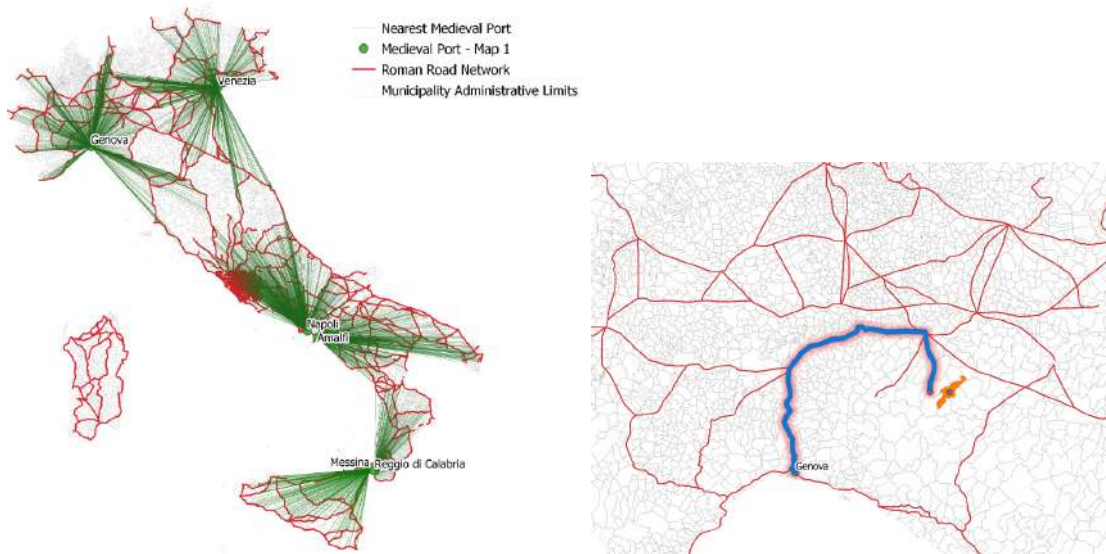 Nearest Medieval Port
Medieval Port - Map 1
Roman Road Network
Municipality Administrative Limits
Venezia
Genova
Napoli
Amalfi
Messina
Reggio di Calabria
Genova